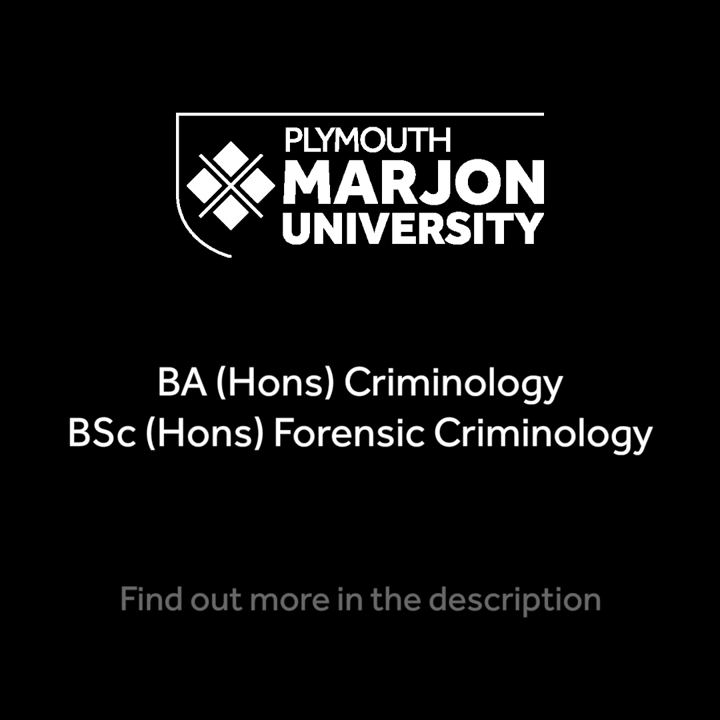 PLYMOUTH
MARJON
UNIVERSITY
BA (Hons) Criminology
BSc (Hons) Forensic Criminology
Find out more in the description